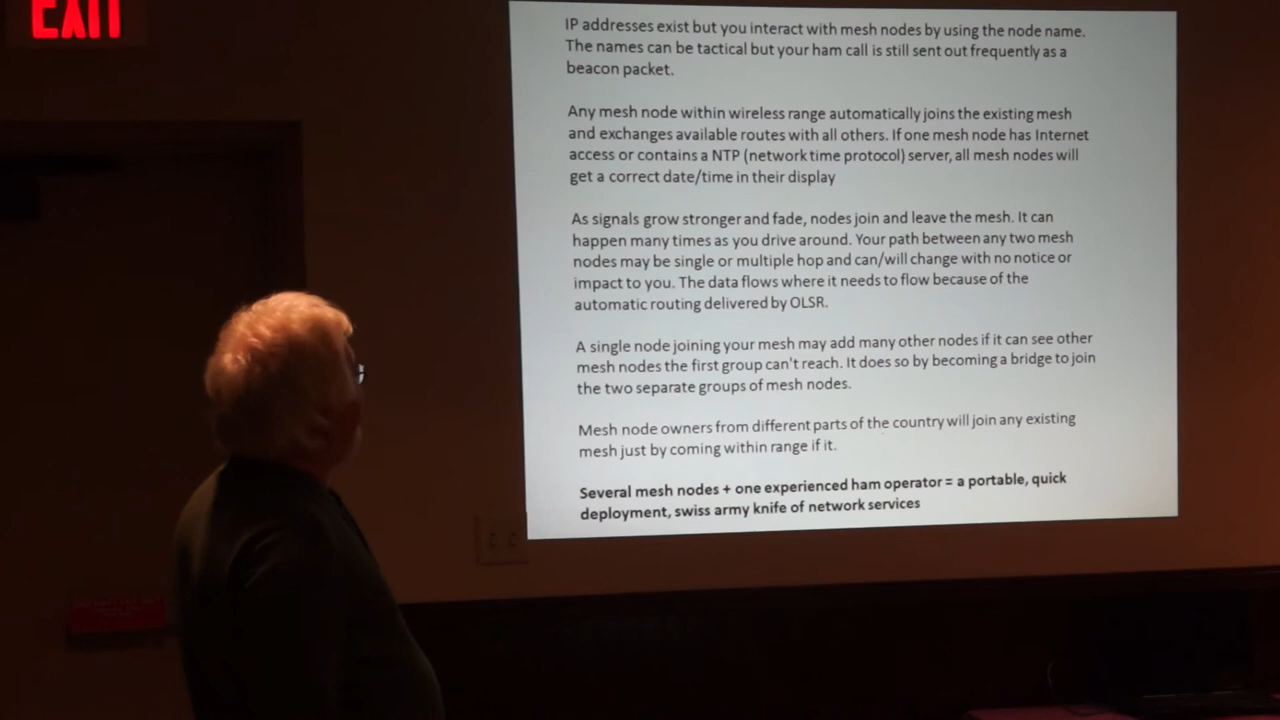 EXIT
IP addresses exist but you interact with mesh nodes by using the node name.
The names can be tactical but your ham call is still sent out frequently as a
beacon packet.
Any mesh node within wireless range automatically joins the existing mesh
and exchanges available routes with all others. If one mesh node has Internet
access or contains a NTP (network time protocol) server, all mesh nodes will
get a correct date/time in their display
As signals grow stronger and fade, nodes join and leave the mesh. It can
happen many times as you drive around. Your path between any two mesh
nodes may be single or multiple hop and can/will change with no notice or
impact to you. The data flows where it needs to flow because of the
automatic routing delivered by OLSR.
A single node joining your mesh may add many other nodes if it can see other
mesh nodes the first group can't reach. It does so by becoming a bridge to join
the two separate groups of mesh nodes.
Mesh node owners from different parts of the country will join any existing
mesh just by coming within range if it.
Several mesh nodes + one experienced ham operator = a portable, quick
deployment, swiss army knife of network services